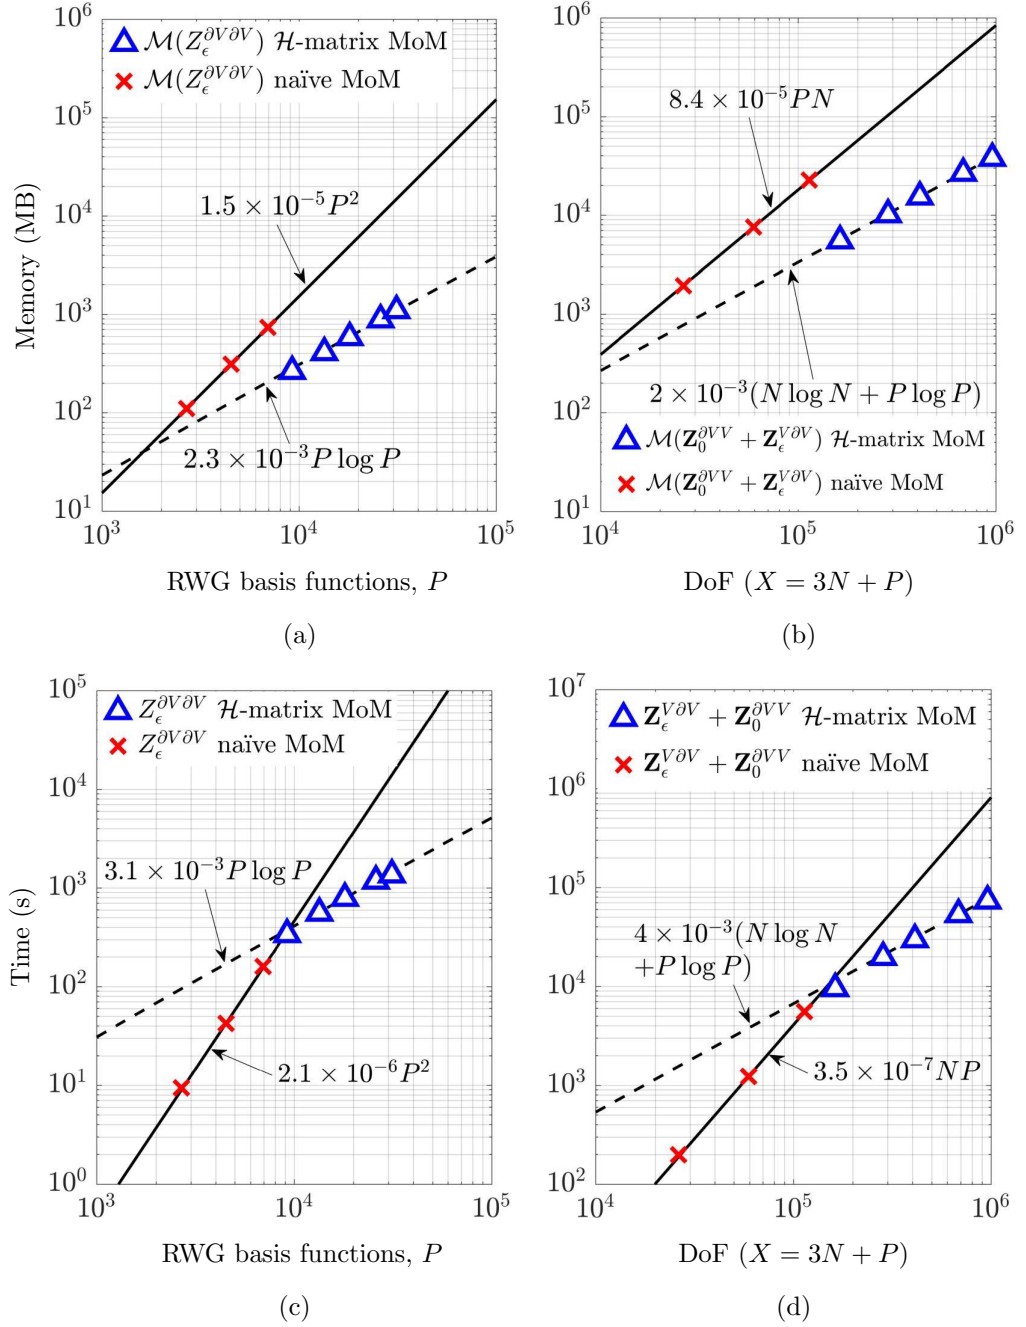 10^6
10^5
10^4
10^3
10^2
10^1
Memory (MB)
M(Z_ϵ^{∂V∂V}) H-matrix MoM
M(Z_ϵ^{∂V∂V}) naïve MoM
1.5 × 10^{-5}P^2
2.3 × 10^{-3}P log P
10^3
10^4
10^5
RWG basis functions, P
(a)
10^6
10^5
10^4
10^3
10^2
10^1
8.4 × 10^{-5}PN
2 × 10^{-3}(N log N + P log P)
M(Z_0^{∂VV} + Z_ϵ^{V∂V}) H-matrix MoM
M(Z_0^{∂VV} + Z_ϵ^{V∂V}) naïve MoM
10^4
10^5
10^6
DoF (X = 3N + P)
(b)
10^5
10^4
10^3
10^2
10^1
10^0
Time (s)
Z_ϵ^{∂V∂V} H-matrix MoM
Z_ϵ^{∂V∂V} naïve MoM
3.1 × 10^{-3}P log P
2.1 × 10^{-6}P^2
10^3
10^4
10^5
RWG basis functions, P
(c)
10^7
10^6
10^5
10^4
10^3
10^2
Z_ϵ^{V∂V} + Z_0^{∂VV} H-matrix MoM
Z_ϵ^{V∂V} + Z_0^{∂VV} naïve MoM
4 × 10^{-3}(N log N
+P log P)
3.5 × 10^{-7}NP
10^4
10^5
10^6
DoF (X = 3N + P)
(d)